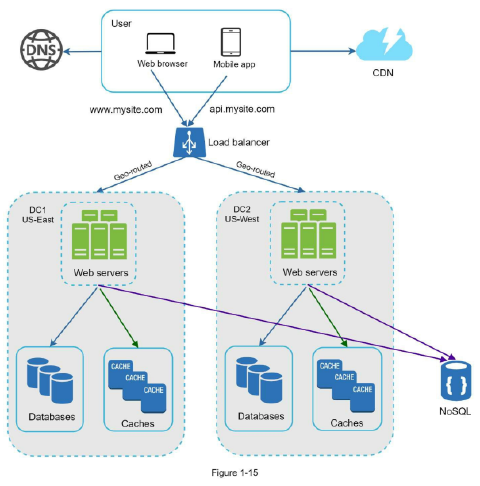 User
DNS
Web browser
Mobile app
CDN
www.mysite.com
api.mysite.com
Load balancer
Geo-routed
Geo-routed
DC1
US-East
DC2
US-West
Web servers
Web servers
CACHE
CACHE
CACHE
CACHE
CACHE
CACHE
{ }
Databases
Caches
Databases
Caches
NoSQL
Figure 1-15